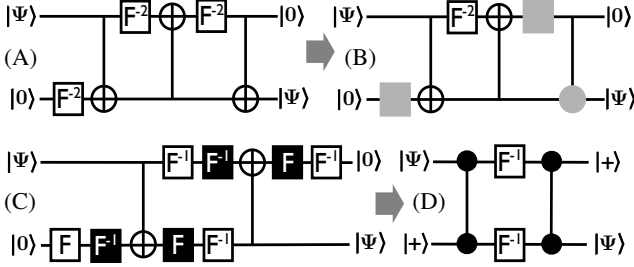 |Ψ⟩ F⁻² F⁻² |0⟩ |Ψ⟩ F⁻² |0⟩
(A) (B)
|0⟩ F⁻² |Ψ⟩ |0⟩ |Ψ⟩
|Ψ⟩ F⁻¹ F⁻¹ F F⁻¹ |0⟩ |Ψ⟩ F⁻¹ |+⟩
(C) (D)
|0⟩ F F⁻¹ F F⁻¹ |Ψ⟩ |+⟩ F⁻¹ |Ψ⟩